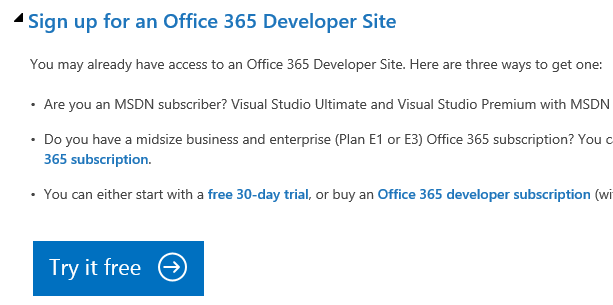 Sign up for an Office 365 Developer Site
You may already have access to an Office 365 Developer Site. Here are three ways to get one:
• Are you an MSDN subscriber? Visual Studio Ultimate and Visual Studio Premium with MSDN
• Do you have a midsize business and enterprise (Plan E1 or E3) Office 365 subscription? You c
365 subscription.
• You can either start with a free 30-day trial, or buy an Office 365 developer subscription (wi
Try it free